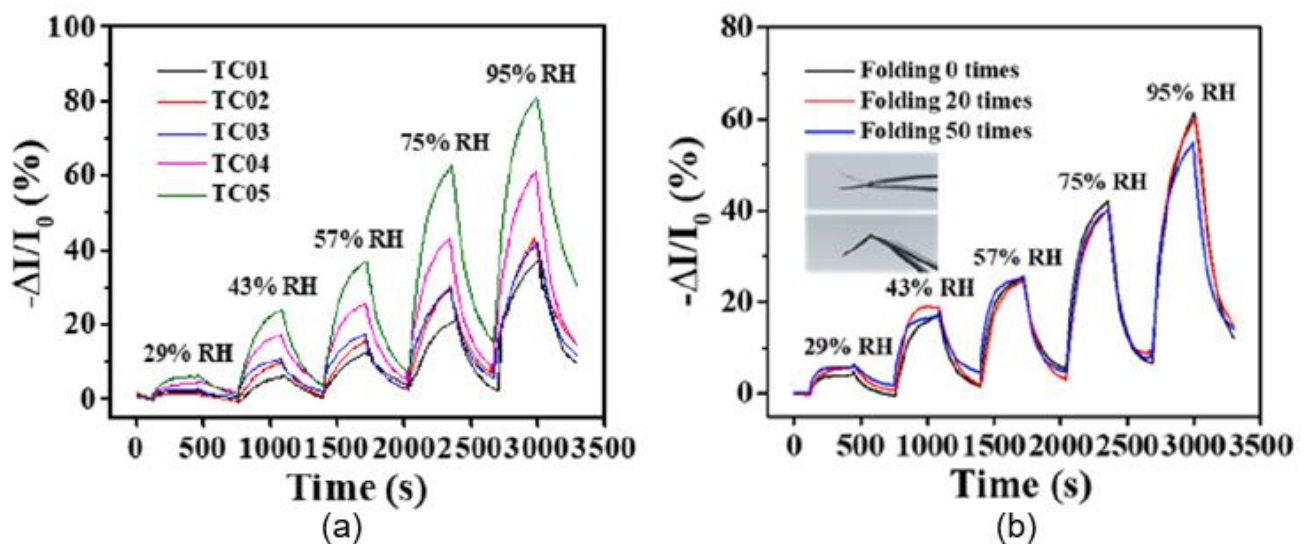 100
80
60
40
20
0
-ΔI/I₀ (%)
TC01
TC02
TC03
TC04
TC05
29% RH
43% RH
57% RH
75% RH
95% RH
0 500 1000 1500 2000 2500 3000 3500
Time (s)
(a)
80
60
40
20
0
-ΔI/I₀ (%)
Folding 0 times
Folding 20 times
Folding 50 times
29% RH
43% RH
57% RH
75% RH
95% RH
0 500 1000 1500 2000 2500 3000 3500
Time (s)
(b)